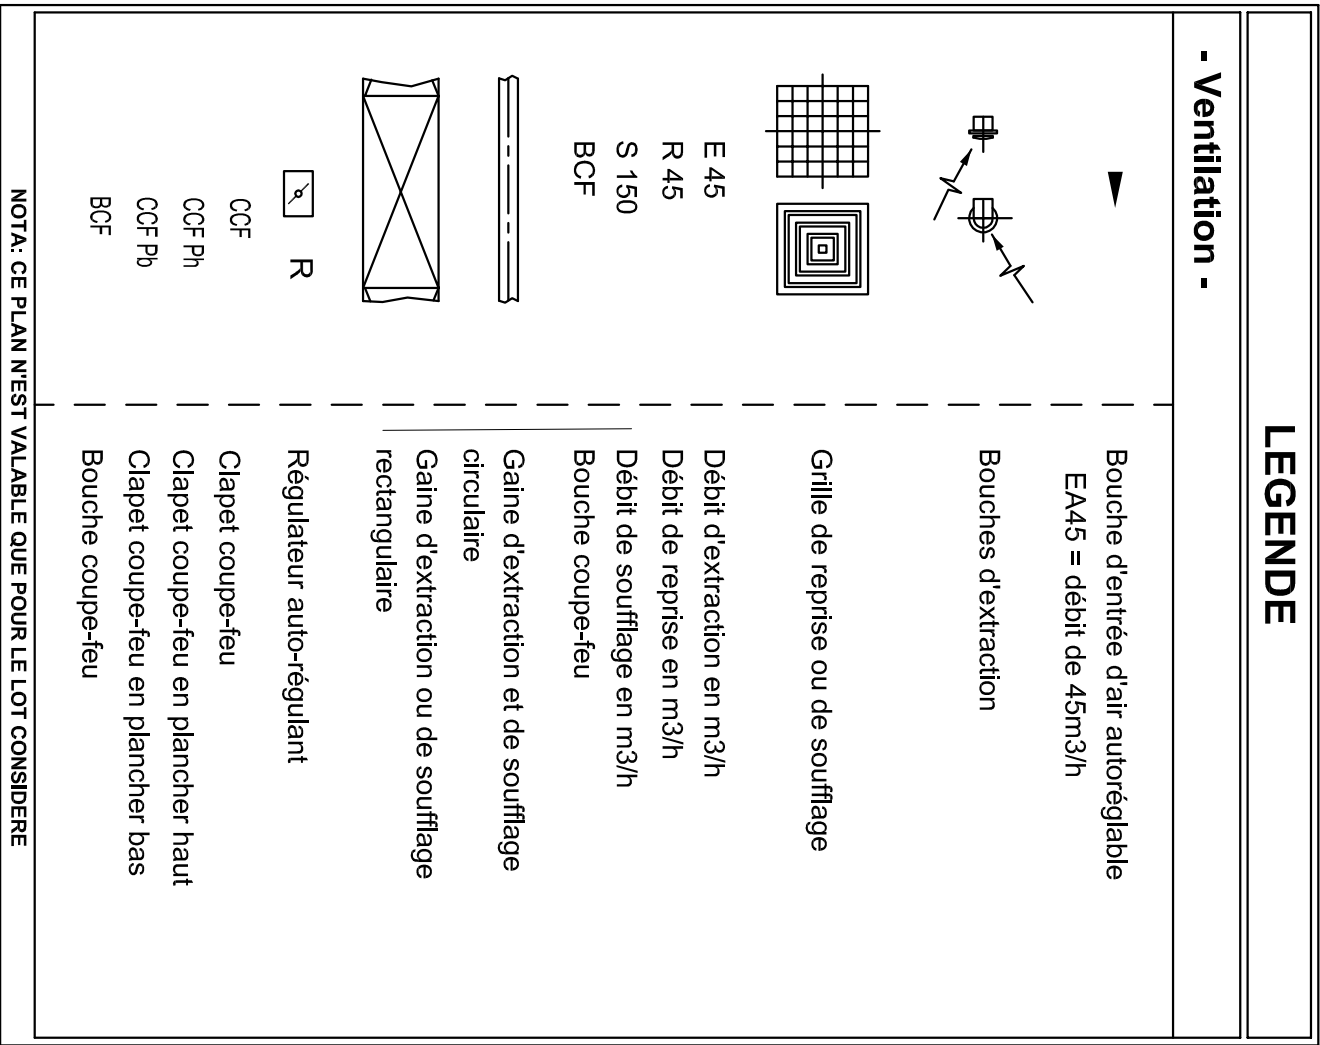 LEGENDE
- Ventilation -
Bouche d'entrée d'air autoréglable
EA45 = débit de 45m3/h
Bouches d'extraction
Grille de reprise ou de soufflage
E 45 Débit d'extraction en m3/h
R 45 Débit de reprise en m3/h
S 150 Débit de soufflage en m3/h
BCF Bouche coupe-feu
Gaine d'extraction et de soufflage
circulaire
Gaine d'extraction ou de soufflage
rectangulaire
R Régulateur auto-régulant
CCF Clapet coupe-feu
CCF Ph Clapet coupe-feu en plancher haut
CCF Pb Clapet coupe-feu en plancher bas
BCF Bouche coupe-feu
NOTA: CE PLAN N'EST VALABLE QUE POUR LE LOT CONSIDERE